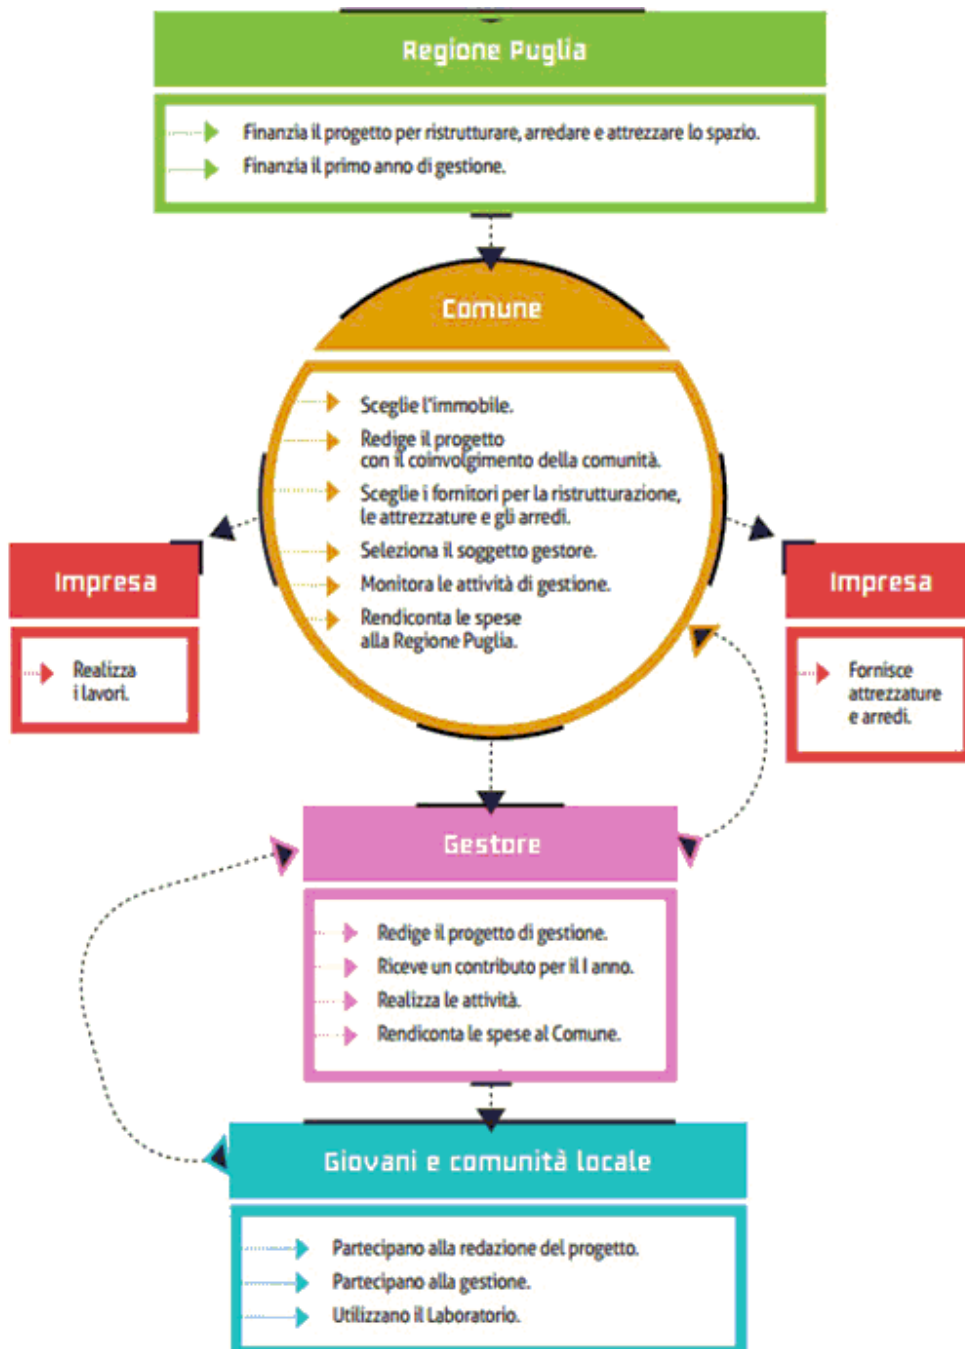 Regione Puglia
Finanzia il progetto per ristrutturare, arredare e attrezzare lo spazio.
Finanzia il primo anno di gestione.
Comune
Sceglie l'immobile.
Redige il progetto
con il coinvolgimento della comunità.
Sceglie i fornitori per la ristrutturazione,
le attrezzature e gli arredi.
Seleziona il soggetto gestore.
Monitora le attività di gestione.
Rendiconta le spese
alla Regione Puglia.
Impresa
Realizza
i lavori.
Impresa
Fornisce
attrezzature
e arredi.
Gestore
Redige il progetto di gestione.
Riceve un contributo per il I anno.
Realizza le attività.
Rendiconta le spese al Comune.
Giovani e comunità locale
Partecipano alla redazione del progetto.
Partecipano alla gestione.
Utilizzano il Laboratorio.